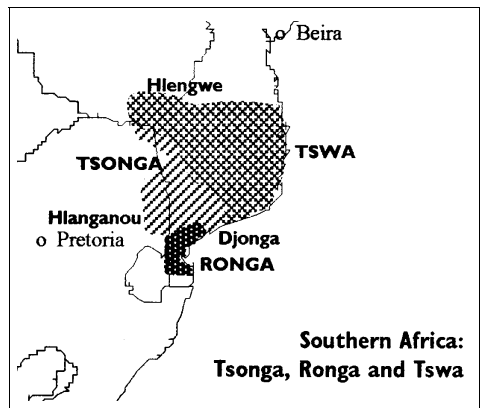 Beira
Hlengwe
TSWA
TSONGA
Hlanganou
Djonga
Pretoria
RONGA
Southern Africa:
Tsonga, Ronga and Tswa